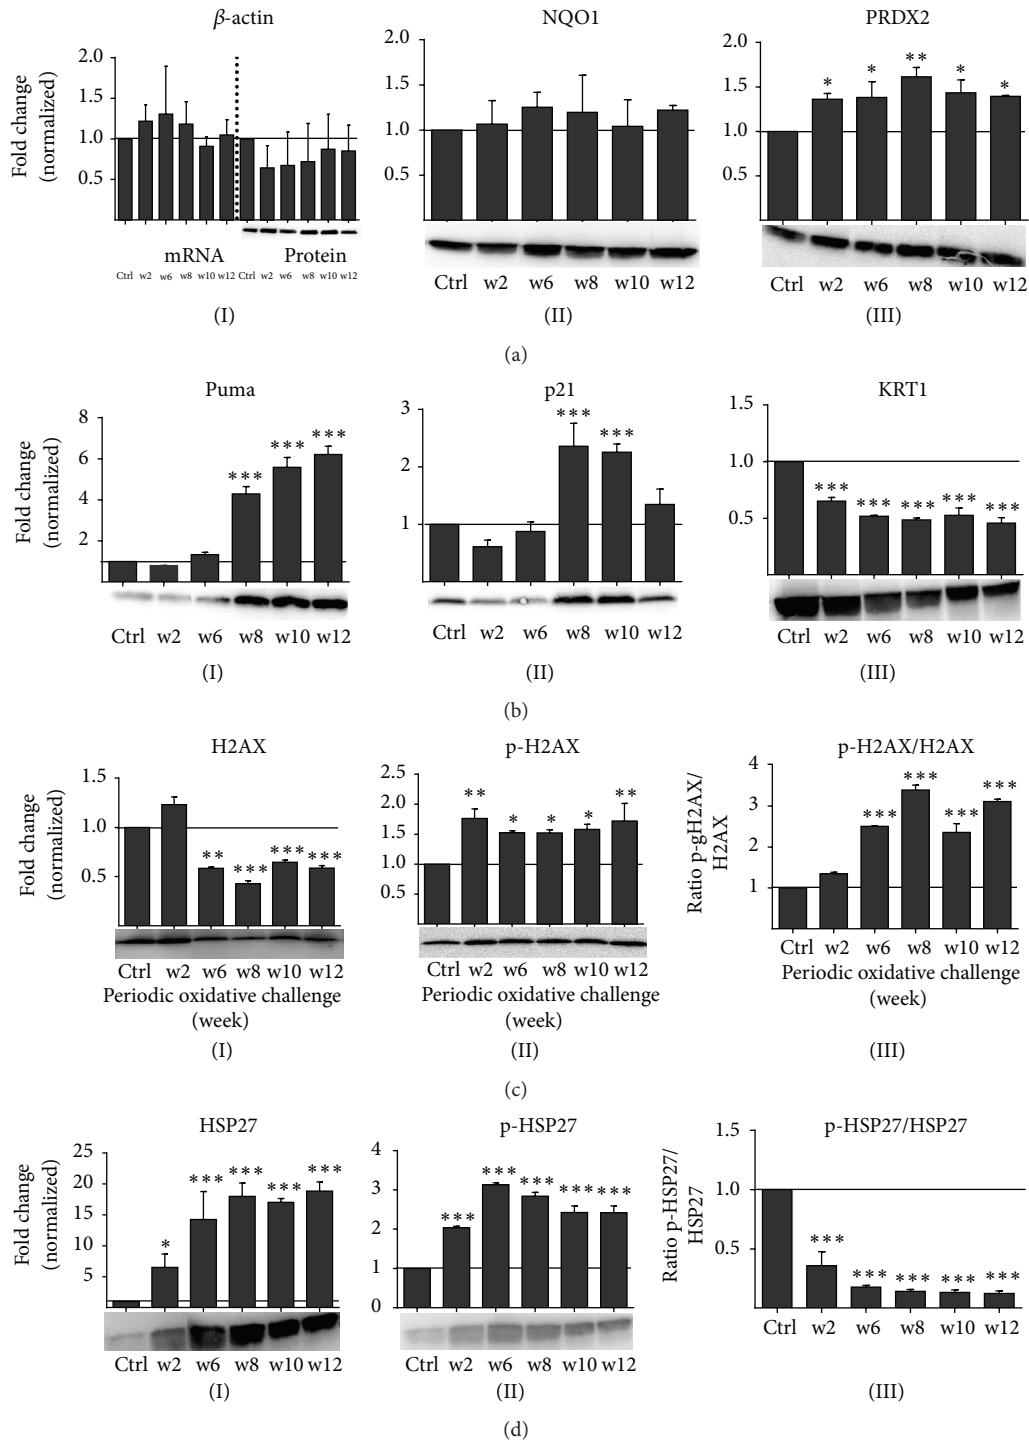 β-actin
NQO1
PRDX2
Fold change
(normalized)
2.0
1.5
1.0
0.5
2.0
1.5
1.0
0.5
2.0
1.5
1.0
0.5
* * ** * *
mRNA Protein
Ctrl w2 w6 w8 w10 w12 Ctrl w2 w6 w8 w10 w12
Ctrl w2 w6 w8 w10 w12
Ctrl w2 w6 w8 w10 w12
(I)
(II)
(III)
(a)
Puma
p21
KRT1
Fold change
(normalized)
8
6
4
2
*** *** ***
3
2
1
*** ***
1.5
1.0
0.5
*** *** *** *** ***
Ctrl w2 w6 w8 w10 w12
Ctrl w2 w6 w8 w10 w12
Ctrl w2 w6 w8 w10 w12
(I)
(II)
(III)
(b)
H2AX
p-H2AX
p-H2AX/H2AX
Fold change
(normalized)
1.5
1.0
0.5
** *** *** ***
2.5
2.0
1.5
1.0
0.5
** * * * **
Ratio p-gH2AX/
H2AX
4
3
2
1
*** *** *** ***
Ctrl w2 w6 w8 w10 w12
Periodic oxidative challenge
(week)
Ctrl w2 w6 w8 w10 w12
Periodic oxidative challenge
(week)
Ctrl w2 w6 w8 w10 w12
Periodic oxidative challenge
(week)
(I)
(II)
(III)
(c)
HSP27
p-HSP27
p-HSP27/HSP27
Fold change
(normalized)
25
20
15
10
5
* *** *** *** ***
4
3
2
1
0
*** *** *** *** ***
Ratio p-HSP27/
HSP27
1.5
1.0
0.5
*** *** *** *** ***
Ctrl w2 w6 w8 w10 w12
Ctrl w2 w6 w8 w10 w12
Ctrl w2 w6 w8 w10 w12
(I)
(II)
(III)
(d)